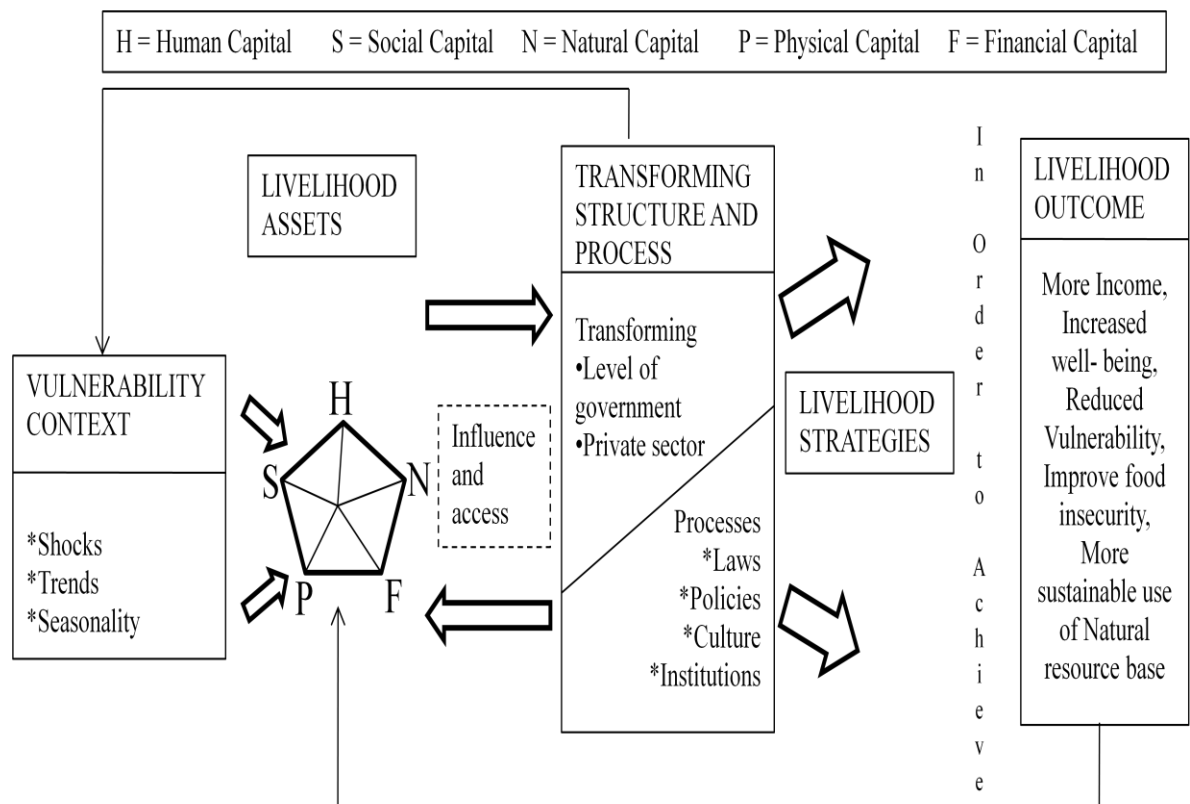 H = Human Capital S = Social Capital N = Natural Capital P = Physical Capital F = Financial Capital
LIVELIHOOD
ASSETS
TRANSFORMING
STRUCTURE AND
PROCESS
LIVELIHOOD
OUTCOME
VULNERABILITY
CONTEXT
*Shocks
*Trends
*Seasonality
H
S
N
P
F
Influence
and
access
Transforming
•Level of
government
•Private sector
Processes
*Laws
*Policies
*Culture
*Institutions
LIVELIHOOD
STRATEGIES
In Order to Achieve
More Income,
Increased
well- being,
Reduced
Vulnerability,
Improve food
insecurity,
More
sustainable use
of Natural
resource base